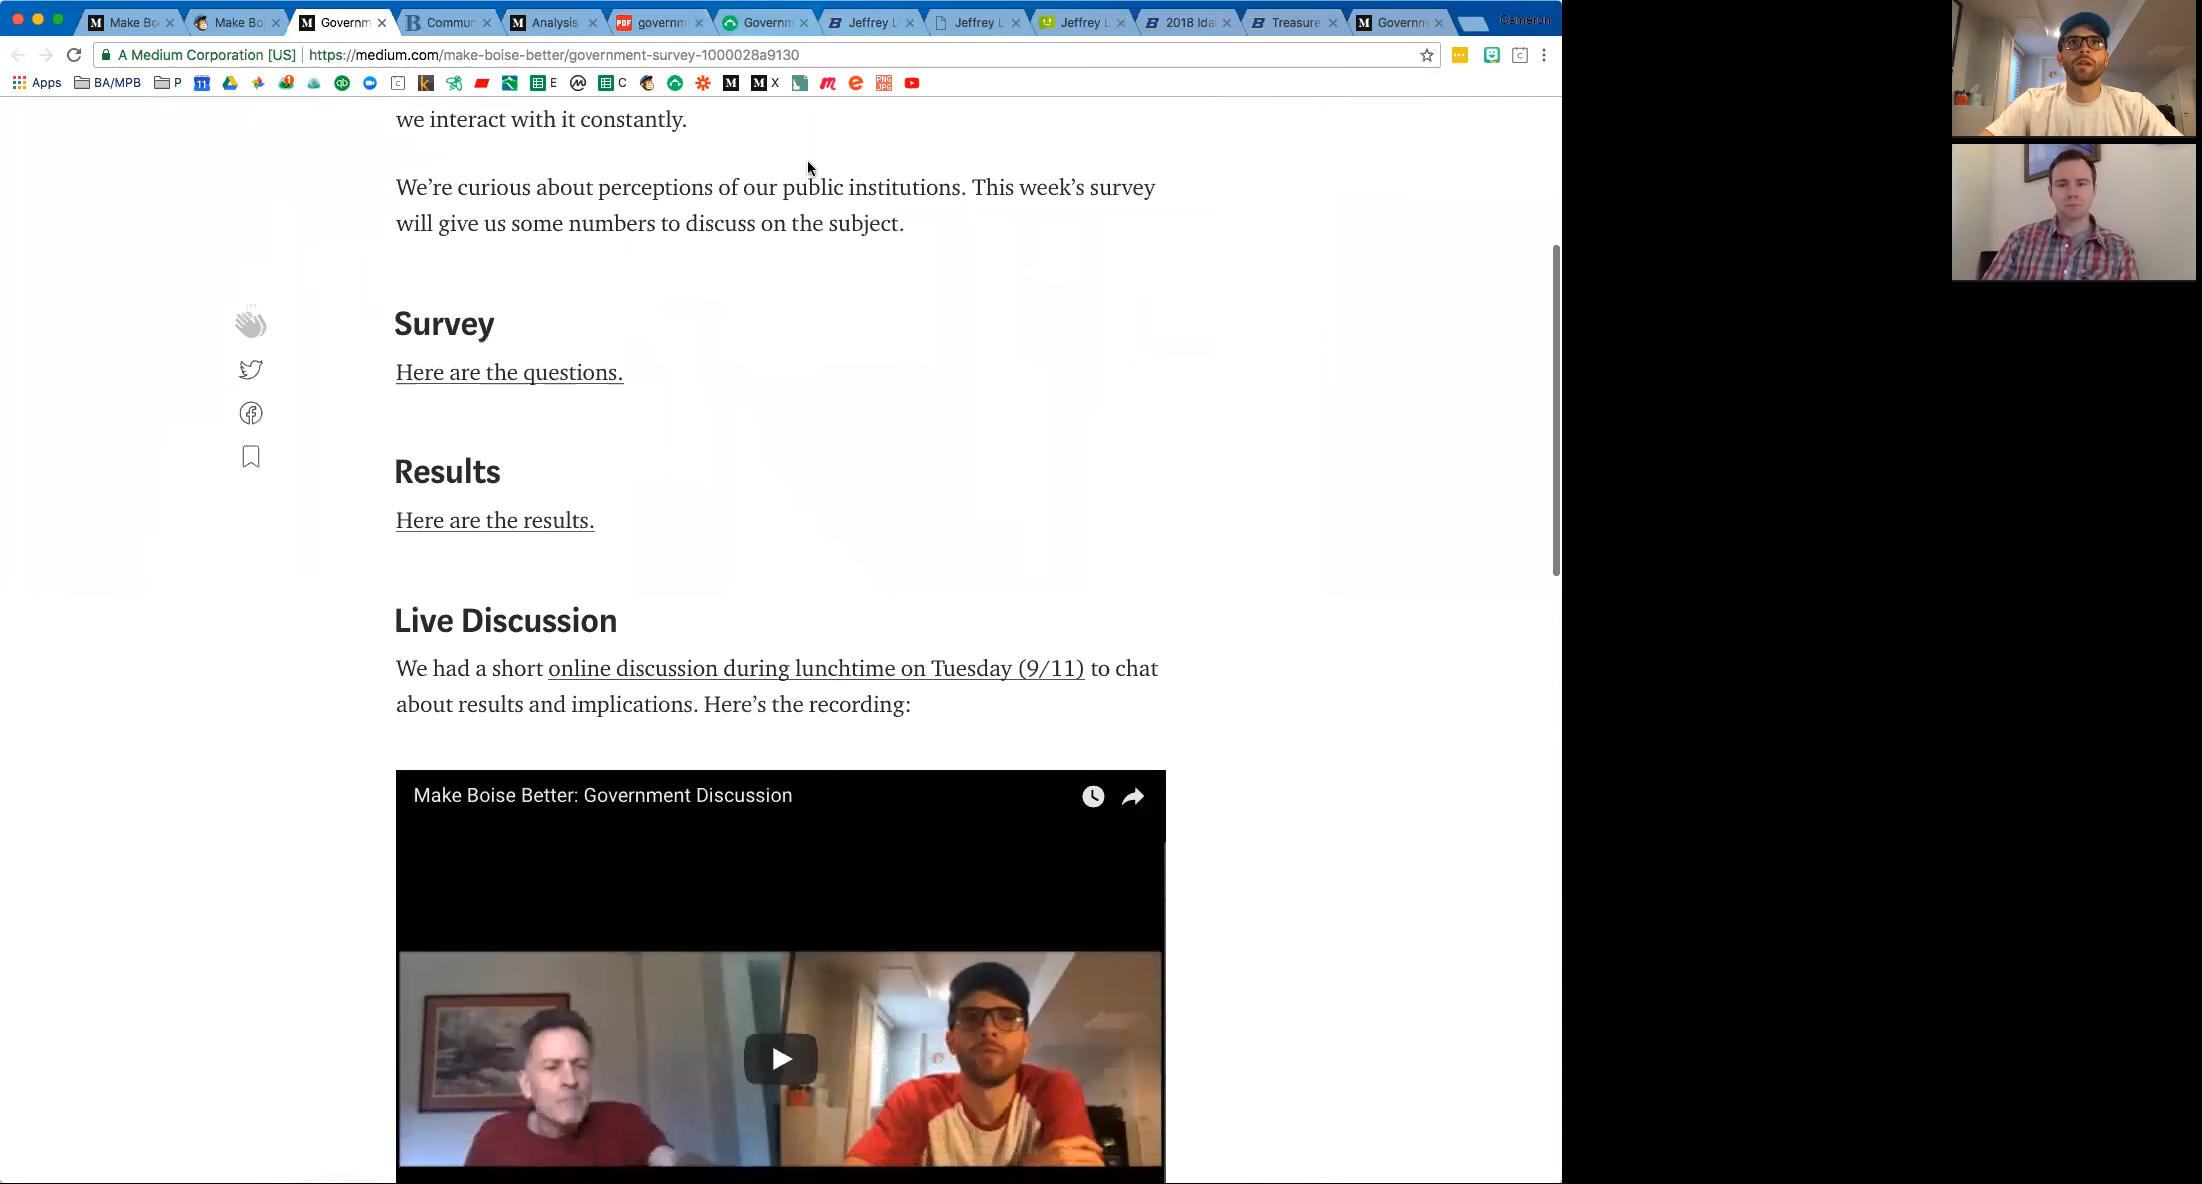 Make Bo
Make Bo
Governm
Commun
Analysis
PDF
governm
Governm
Jeffrey L
Jeffrey L
Jeffrey L
2018 Ida
Treasure
Governm
Cameron
A Medium Corporation [US] | https://medium.com/make-boise-better/government-survey-1000028a9130
Apps
BA/MPB
P
11
E
C
X
we interact with it constantly.
We’re curious about perceptions of our public institutions. This week’s survey
will give us some numbers to discuss on the subject.
Survey
Here are the questions.
Results
Here are the results.
Live Discussion
We had a short online discussion during lunchtime on Tuesday (9/11) to chat
about results and implications. Here’s the recording:
Make Boise Better: Government Discussion